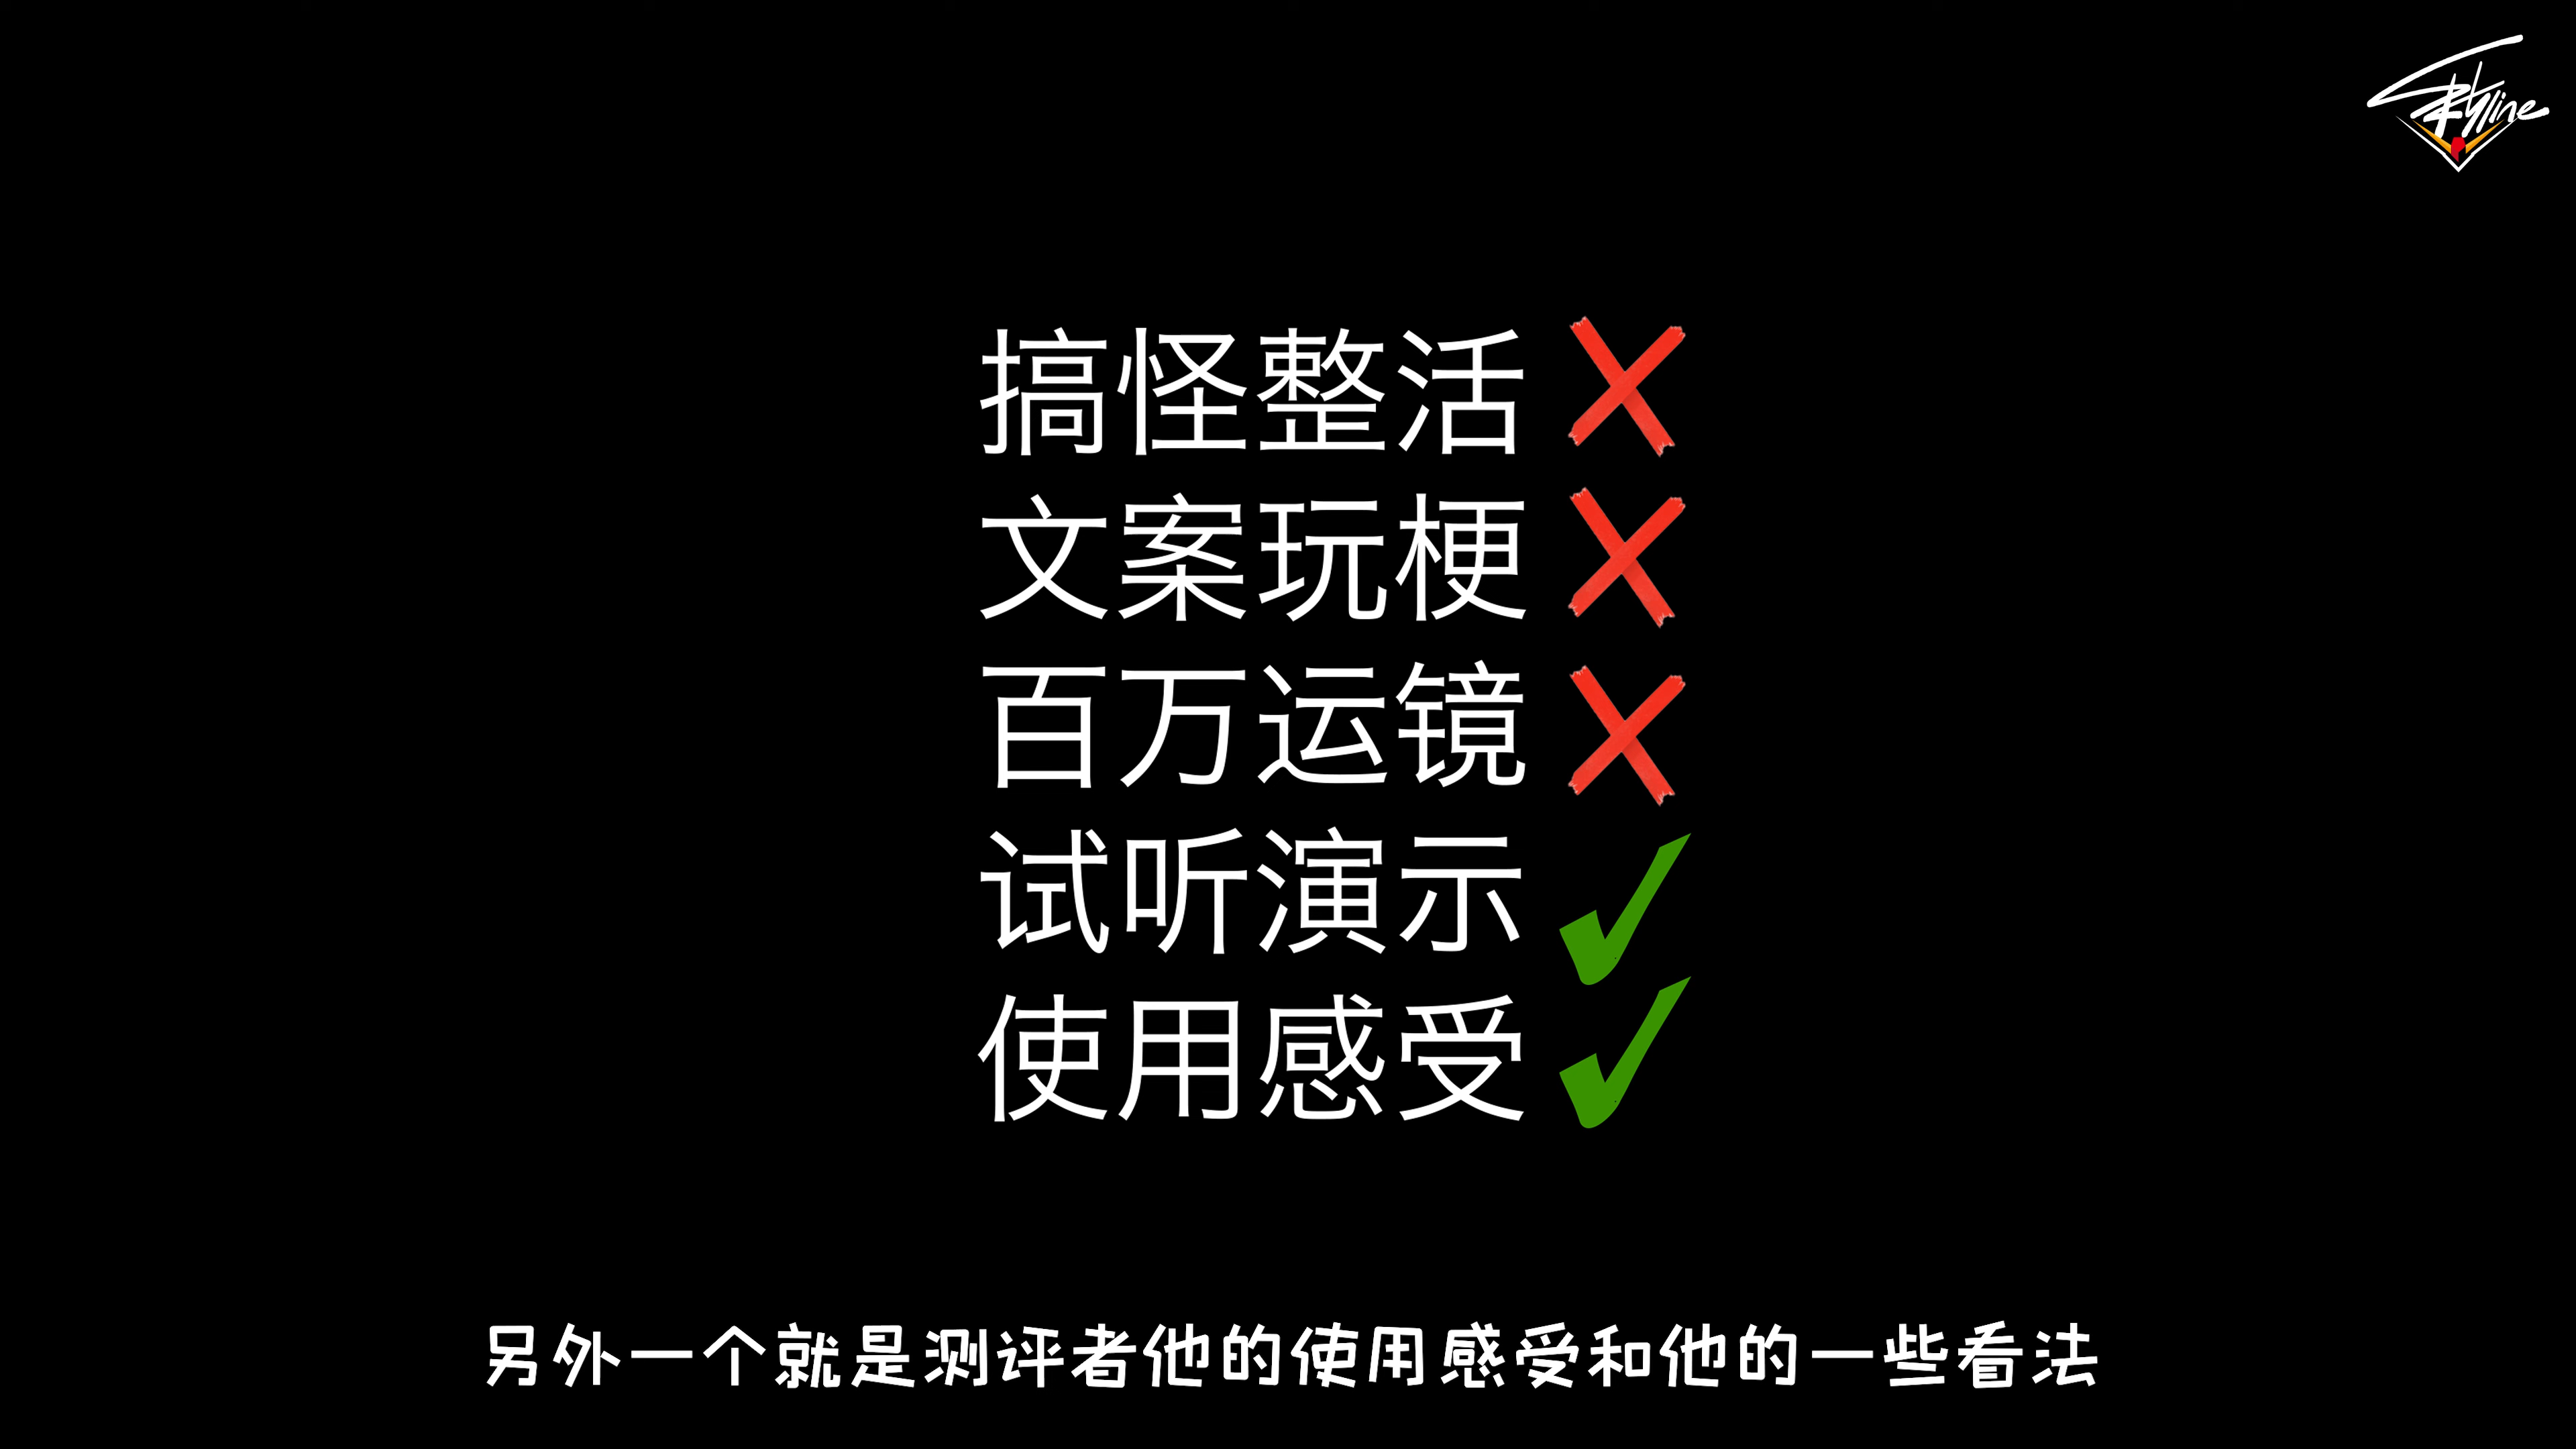 Skyline
搞怪整活
文案玩梗
百万运镜
试听演示
使用感受
另外一个就是测评者他的使用感受和他的一些看法